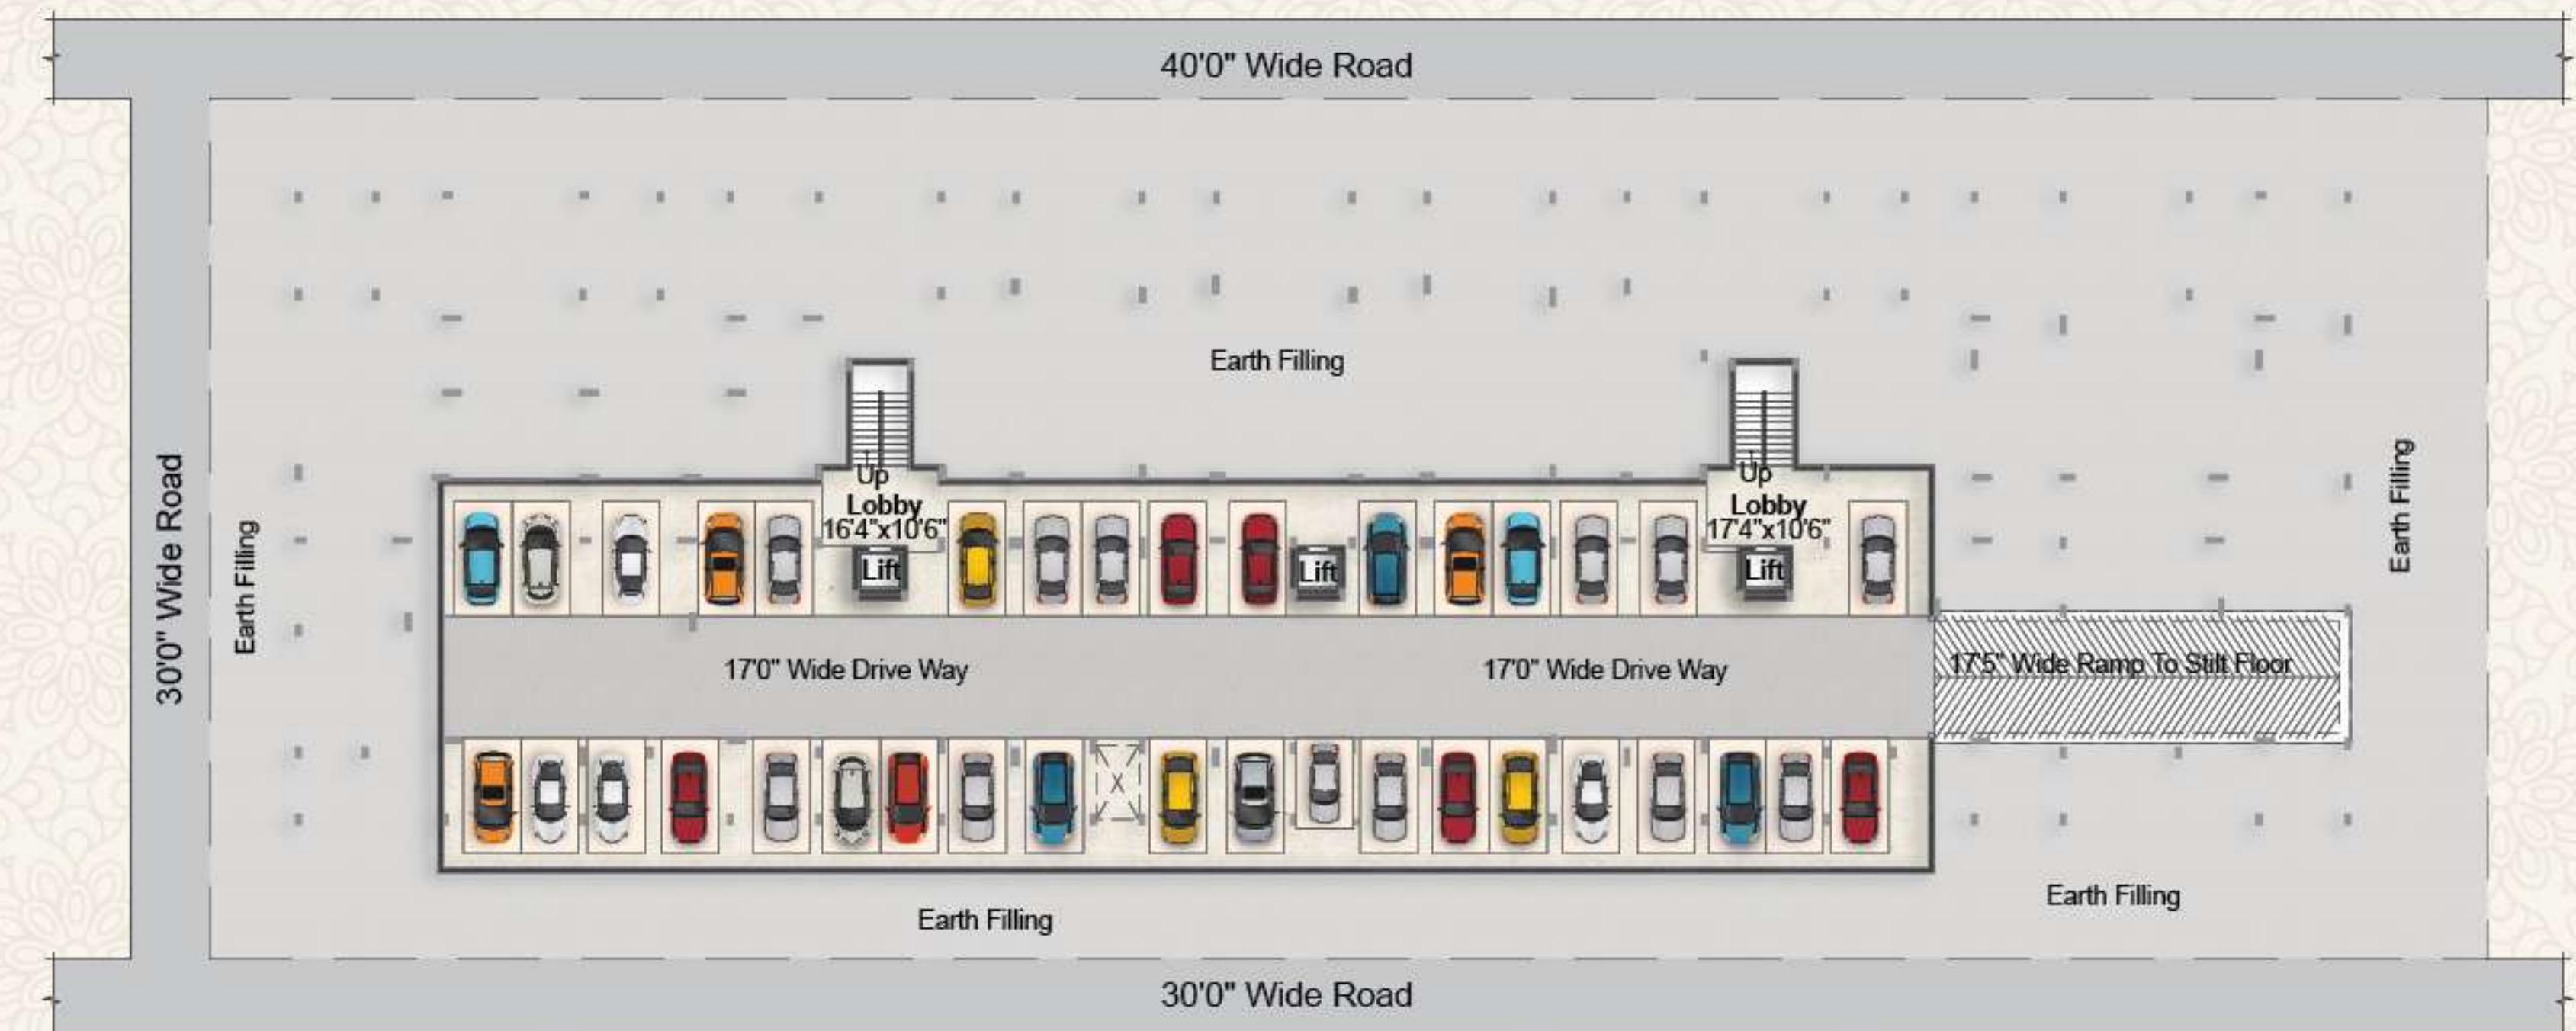 40'0" Wide Road
Earth Filling
30'0" Wide Road
Earth Filling
Up
Lobby
16'4"x10'6"
Lift
Lift
Up
Lobby
17'4"x10'6"
Lift
Earth Filling
17'0" Wide Drive Way
17'0" Wide Drive Way
17'5" Wide Ramp To Stilt Floor
X
Earth Filling
Earth Filling
30'0" Wide Road